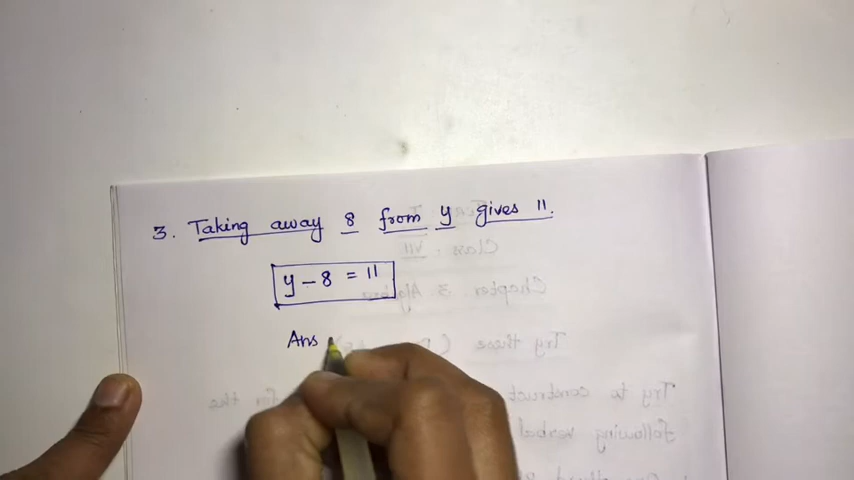 3. Taking away 8 from y gives 11.
y - 8 = 11
Ans